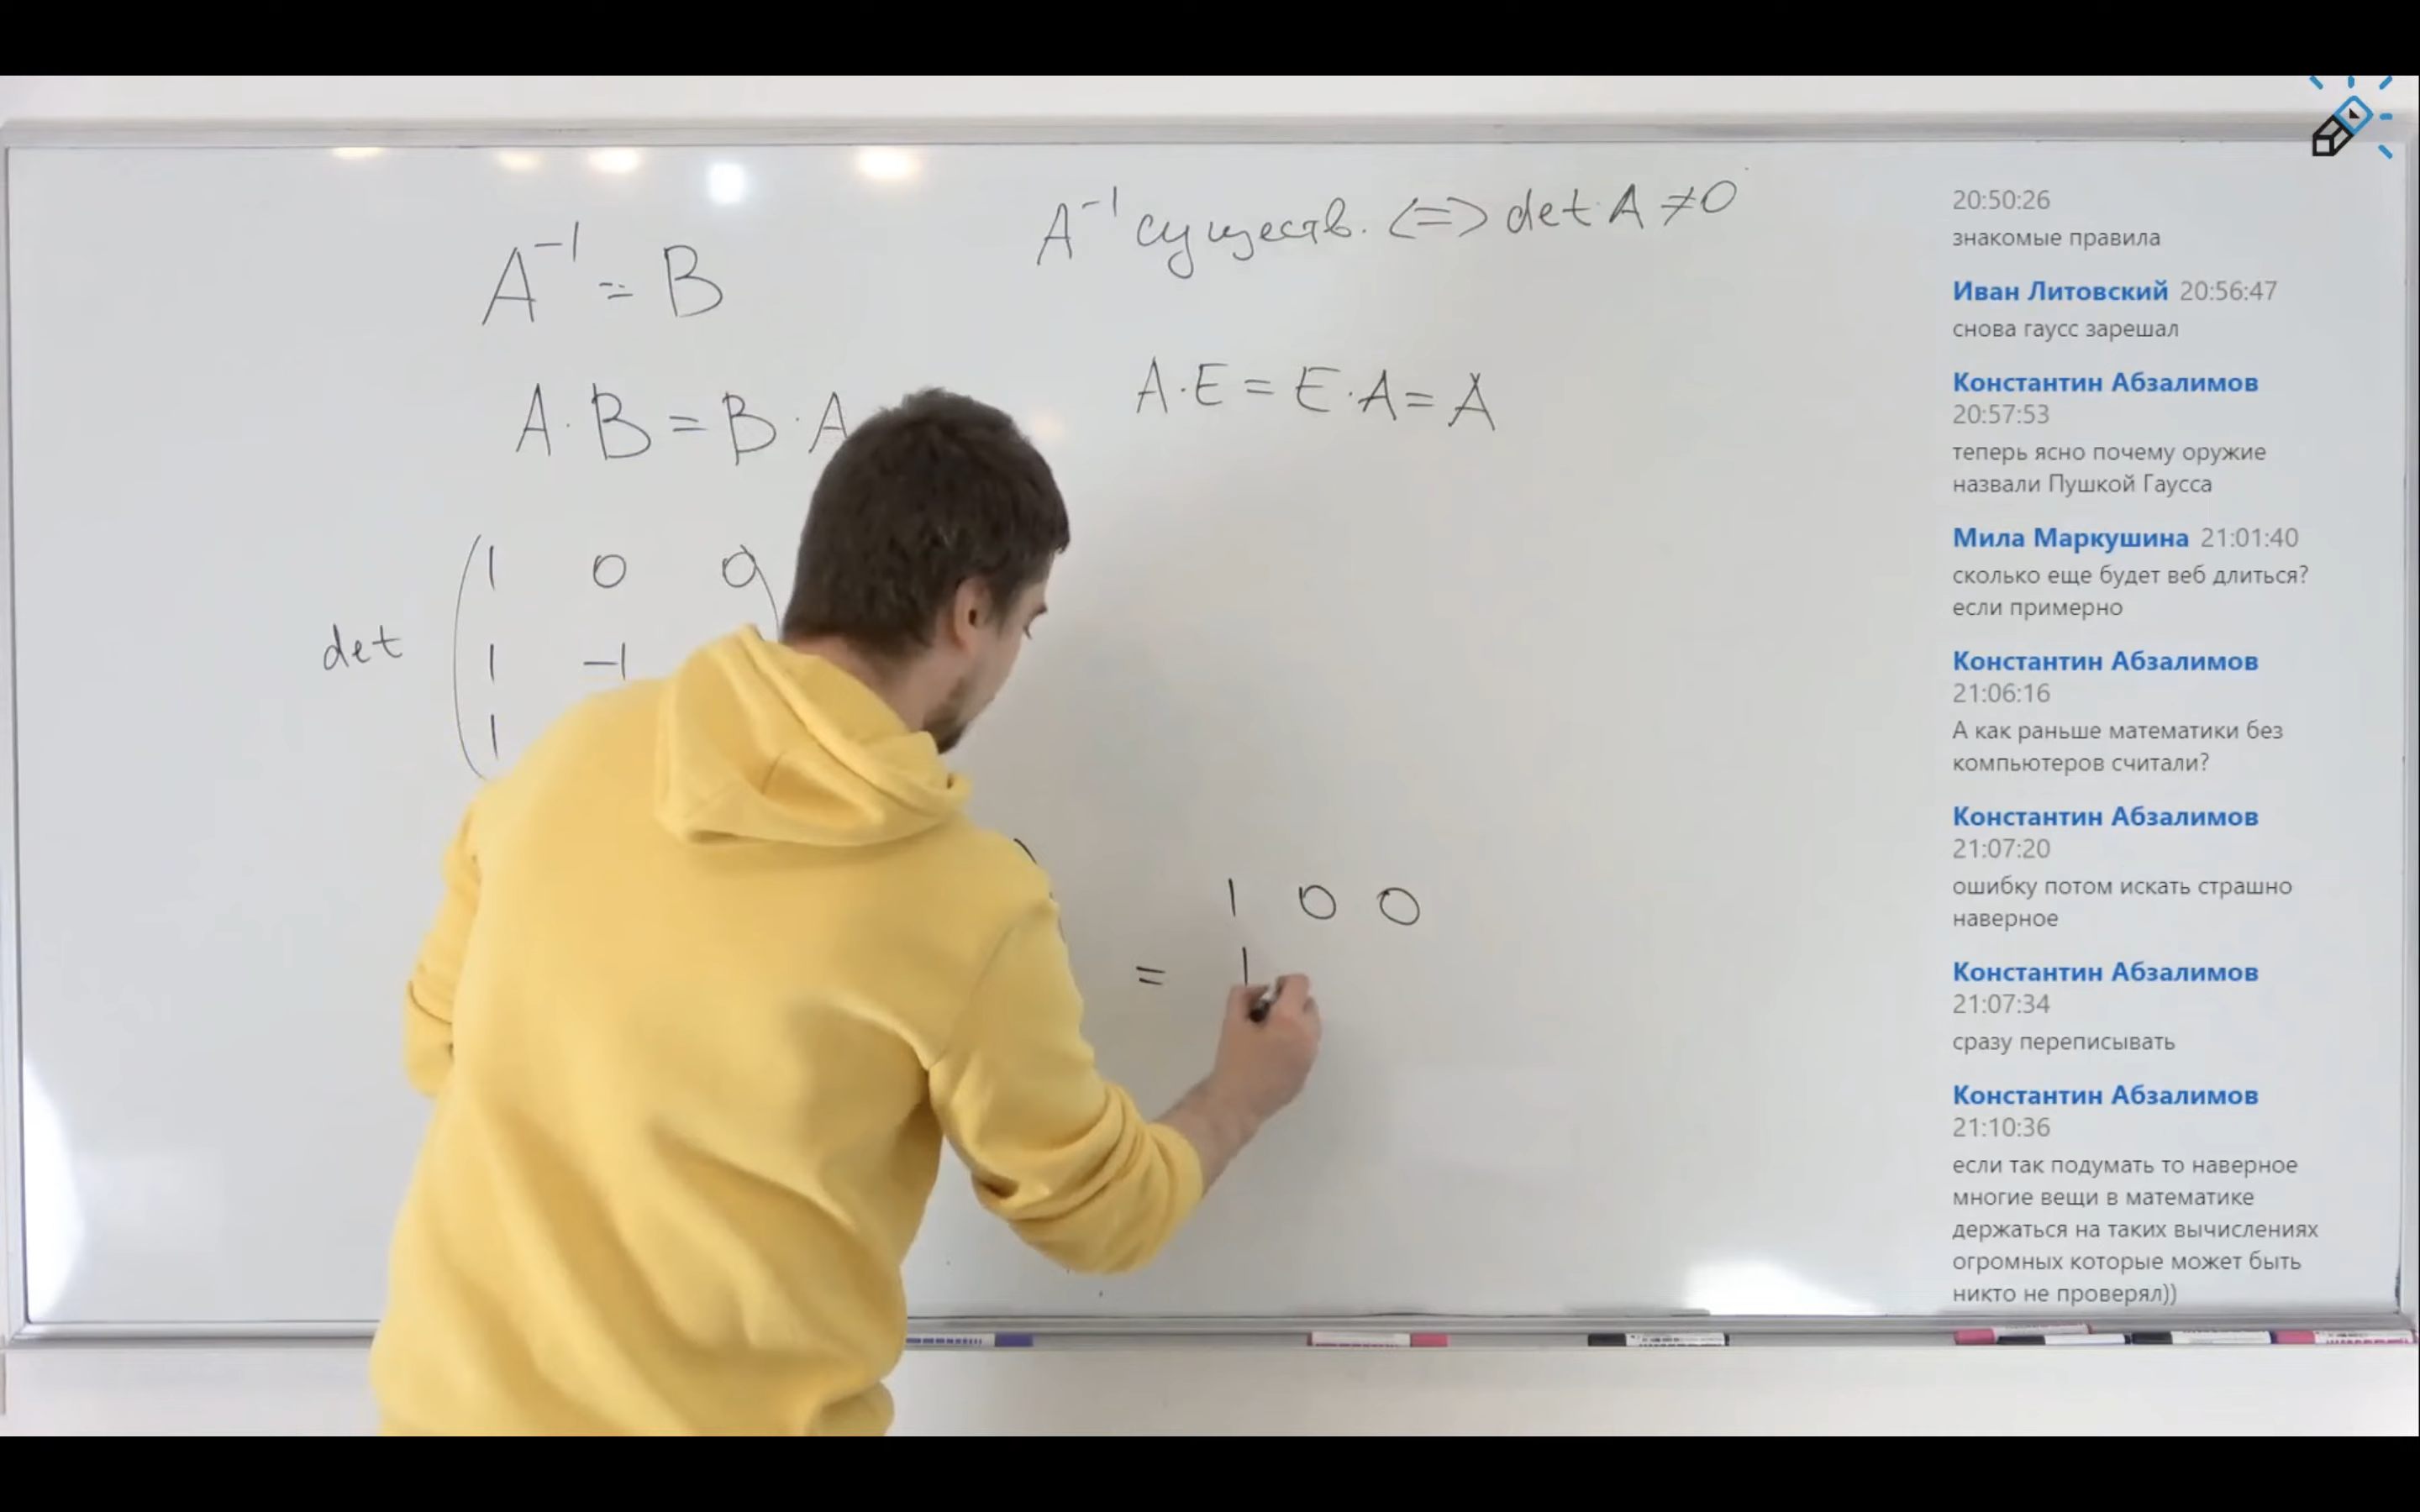 A⁻¹ = B
A⁻¹ существ. <=> det A ≠ 0
A · B = B · A
A · E = E · A = A
det
1 0 0
1 -1
1
1 0 0
= 1
20:50:26
знакомые правила
Иван Литовский 20:56:47
снова гаусс зарешал
Константин Абзалимов
20:57:53
теперь ясно почему оружие
назвали Пушкой Гаусса
Мила Маркушина 21:01:40
сколько еще будет веб длиться?
если примерно
Константин Абзалимов
21:06:16
А как раньше математики без
компьютеров считали?
Константин Абзалимов
21:07:20
ошибку потом искать страшно
наверное
Константин Абзалимов
21:07:34
сразу переписывать
Константин Абзалимов
21:10:36
если так подумать то наверное
многие вещи в математике
держаться на таких вычислениях
огромных которые может быть
никто не проверял))